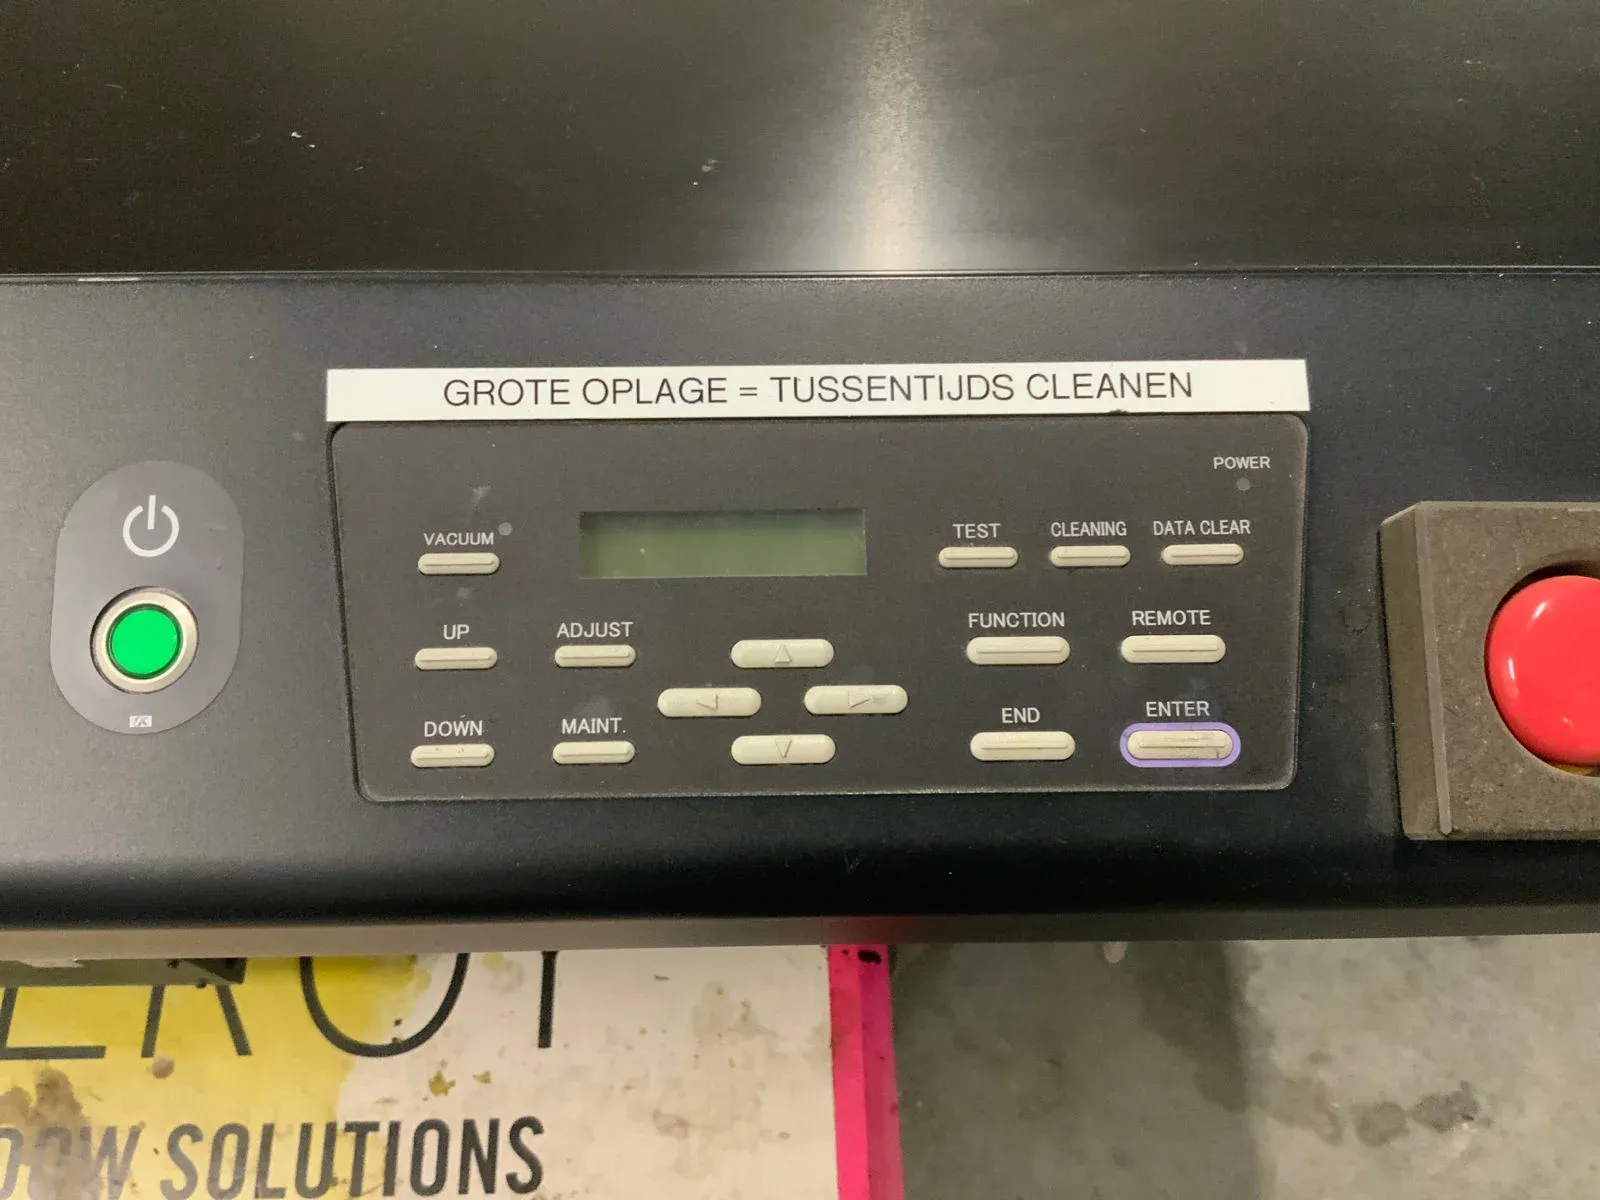 GROTE OPLAGE = TUSSENTIJDS CLEANEN
POWER
VACUUM
TEST
CLEANING
DATA CLEAR
UP
ADJUST
FUNCTION
REMOTE
DOWN
MAINT.
END
ENTER
SOLUTIONS